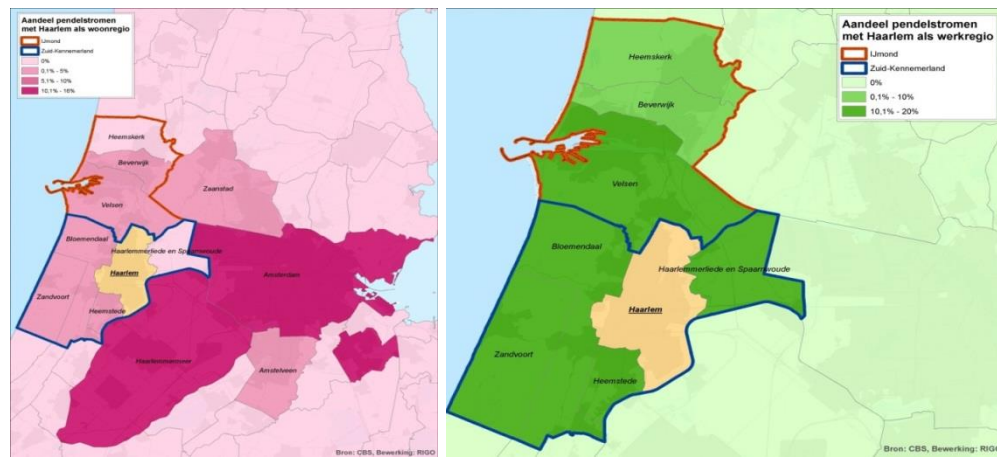 Aandeel pendelstromen
met Haarlem als woonregio
IJmond
Zuid-Kennemerland
0%
0,1% - 5%
5,1% - 10%
10,1% - 16%
Heemskerk
Beverwijk
Zaanstad
Velsen
Bloemendaal
Haarlemmerliede en Spaarnwoude
Haarlem
Amsterdam
Zandvoort
Heemstede
Haarlemmermeer
Amstelveen
Bron: CBS, Bewerking: RIGO
Aandeel pendelstromen
met Haarlem als werkregio
IJmond
Zuid-Kennemerland
0%
0,1% - 10%
10,1% - 20%
Heemskerk
Beverwijk
Velsen
Bloemendaal
Haarlemmerliede en Spaarnwoude
Haarlem
Zandvoort
Heemstede
Bron: CBS, Bewerking: RIGO